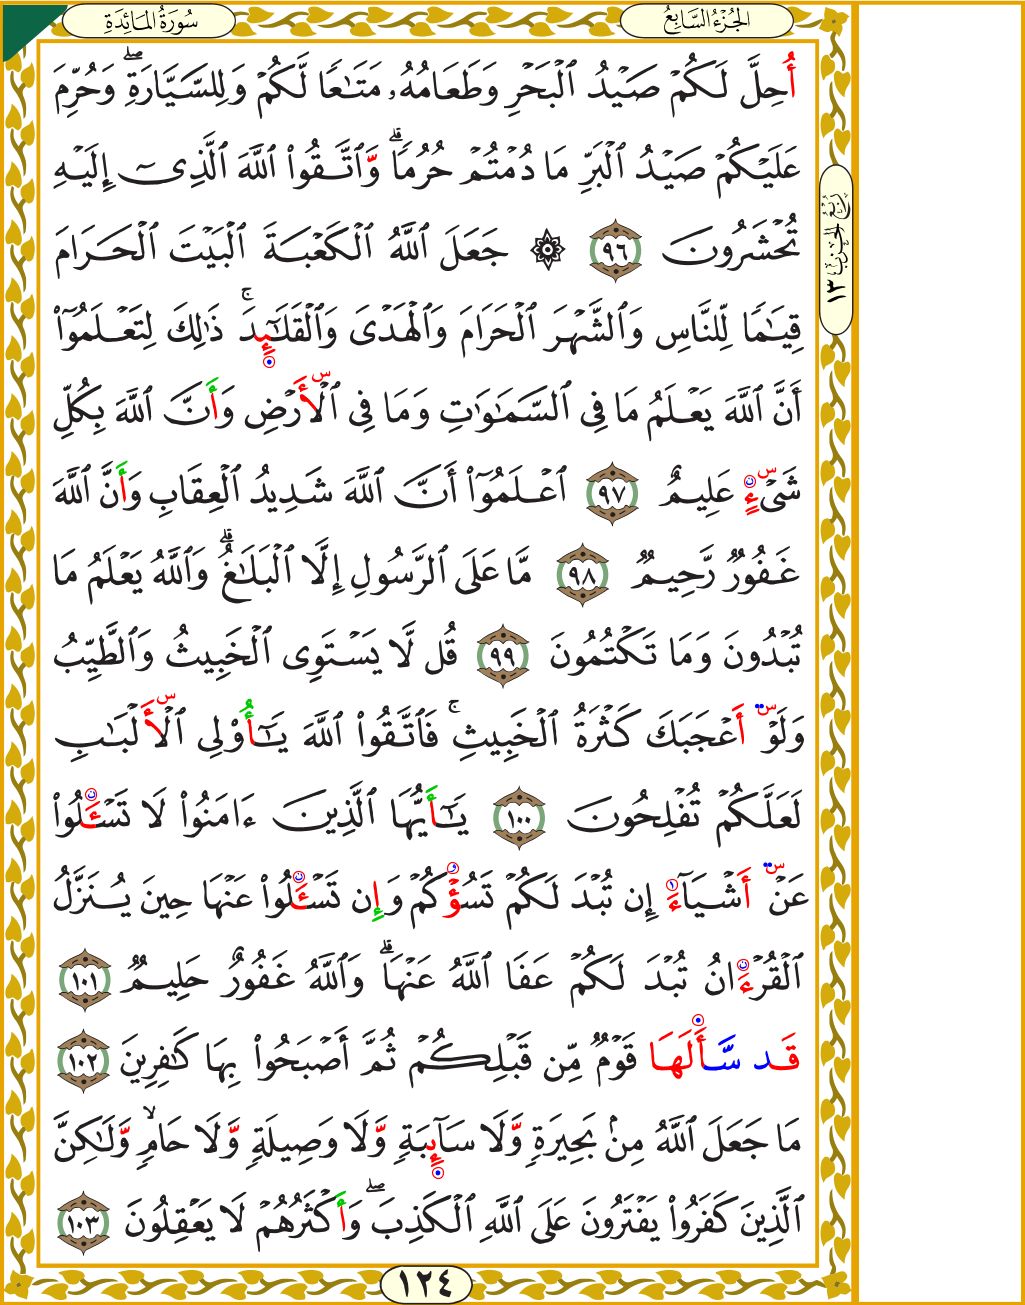 سُورَةُ المَائِدَةِ
الجُزْءُ السَّابِعُ
أُحِلَّ لَكُمۡ صَيۡدُ ٱلۡبَحۡرِ وَطَعَامُهُۥ مَتَٰعٗا لَّكُمۡ وَلِلسَّيَّارَةِۖ وَحُرِّمَ
عَلَيۡكُمۡ صَيۡدُ ٱلۡبَرِّ مَا دُمۡتُمۡ حُرُمٗاۗ وَّٱتَّقُواْ ٱللَّهَ ٱلَّذِيٓ إِلَيۡهِ
تُحۡشَرُونَ ٩٦ ۞ جَعَلَ ٱللَّهُ ٱلۡكَعۡبَةَ ٱلۡبَيۡتَ ٱلۡحَرَامَ
قِيَٰمٗا لِّلنَّاسِ وَٱلشَّهۡرَ ٱلۡحَرَامَ وَٱلۡهَدۡيَ وَٱلۡقَلَٰٓئِدَۚ ذَٰلِكَ لِتَعۡلَمُوٓاْ
أَنَّ ٱللَّهَ يَعۡلَمُ مَا فِي ٱلسَّمَٰوَٰتِ وَمَا فِي ٱلۡأَرۡضِ وَأَنَّ ٱللَّهَ بِكُلِّ
شَيۡءٍ عَلِيمٌ ٩٧ ٱعۡلَمُوٓاْ أَنَّ ٱللَّهَ شَدِيدُ ٱلۡعِقَابِ وَأَنَّ ٱللَّهَ
غَفُورٞ رَّحِيمٞ ٩٨ مَّا عَلَى ٱلرَّسُولِ إِلَّا ٱلۡبَلَٰغُۗ وَٱللَّهُ يَعۡلَمُ مَا
تُبۡدُونَ وَمَا تَكۡتُمُونَ ٩٩ قُل لَّا يَسۡتَوِي ٱلۡخَبِيثُ وَٱلطَّيِّبُ
وَلَوۡ أَعۡجَبَكَ كَثۡرَةُ ٱلۡخَبِيثِۚ فَٱتَّقُواْ ٱللَّهَ يَٰٓأُوْلِي ٱلۡأَلۡبَٰبِ
لَعَلَّكُمۡ تُفۡلِحُونَ ١٠٠ يَٰٓأَيُّهَا ٱلَّذِينَ ءَامَنُواْ لَا تَسۡـَٔلُواْ
عَنۡ أَشۡيَآءَ إِن تُبۡدَ لَكُمۡ تَسُؤۡكُمۡ وَإِن تَسۡـَٔلُواْ عَنۡهَا حِينَ يُنَزَّلُ
ٱلۡقُرۡءَانُ تُبۡدَ لَكُمۡ عَفَا ٱللَّهُ عَنۡهَاۗ وَٱللَّهُ غَفُورٌ حَلِيمٞ ١٠١
قَد سَّأَلَهَا قَوۡمٞ مِّن قَبۡلِكُمۡ ثُمَّ أَصۡبَحُواْ بِهَا كَٰفِرِينَ ١٠٢
مَا جَعَلَ ٱللَّهُ مِنۢ بَحِيرَةٖ وَّلَا سَآئِبَةٖ وَّلَا وَصِيلَةٖ وَّلَا حَامٖۙ وَّلَٰكِنَّ
ٱلَّذِينَ كَفَرُواْ يَفۡتَرُونَ عَلَى ٱللَّهِ ٱلۡكَذِبَۖ وَأَكۡثَرُهُمۡ لَا يَعۡقِلُونَ ١٠٣
رُبْعُ الحِزْبِ ١٣
١٢٤